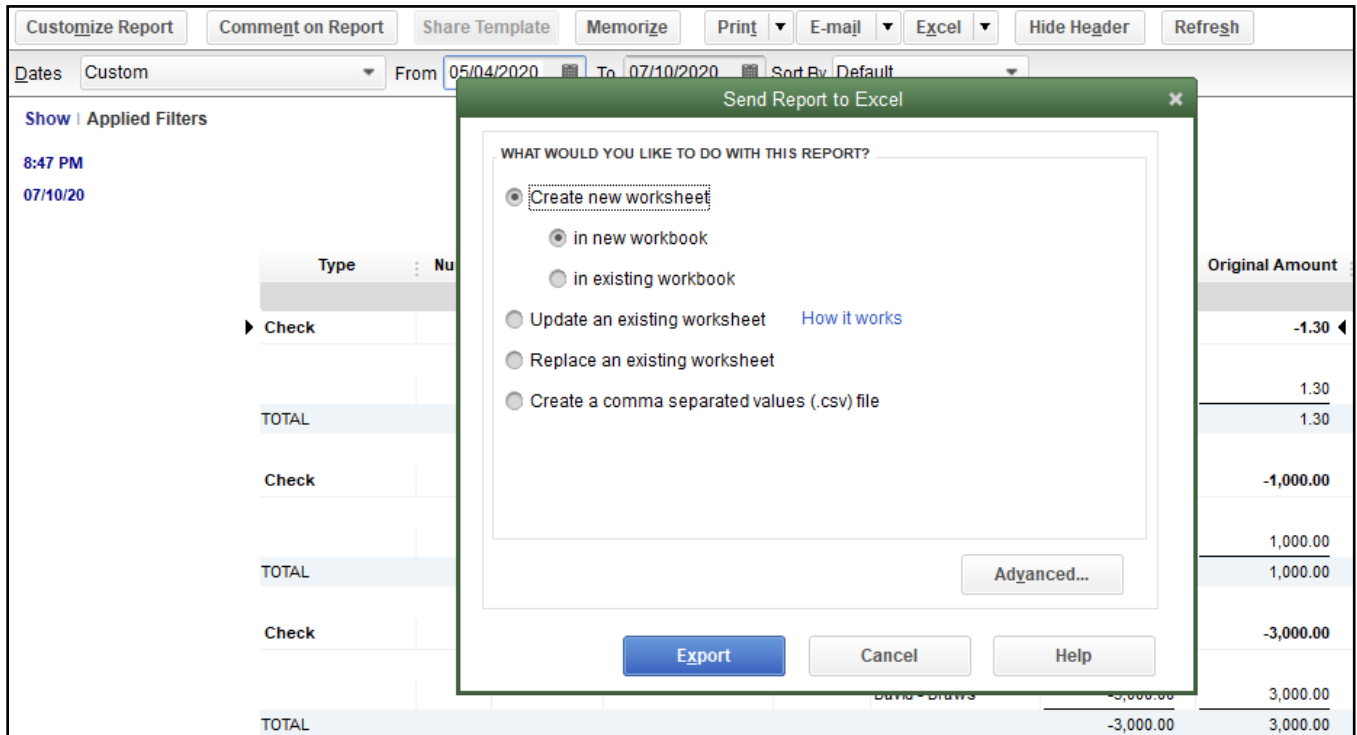 Customize Report Comment on Report Share Template Memorize Print E-mail Excel Hide Header Refresh
Dates Custom From 05/04/2020 To 07/10/2020 Sort By Default
Send Report to Excel
Show | Applied Filters
8:47 PM
07/10/20
WHAT WOULD YOU LIKE TO DO WITH THIS REPORT?
Create new worksheet
in new workbook
in existing workbook
Update an existing worksheet How it works
Replace an existing worksheet
Create a comma separated values (.csv) file
Advanced...
Export Cancel Help
Type Nu Original Amount
Check -1.30
1.30
TOTAL 1.30
Check -1,000.00
1,000.00
TOTAL 1,000.00
Check -3,000.00
David - Draws -3,000.00 3,000.00
TOTAL -3,000.00 3,000.00